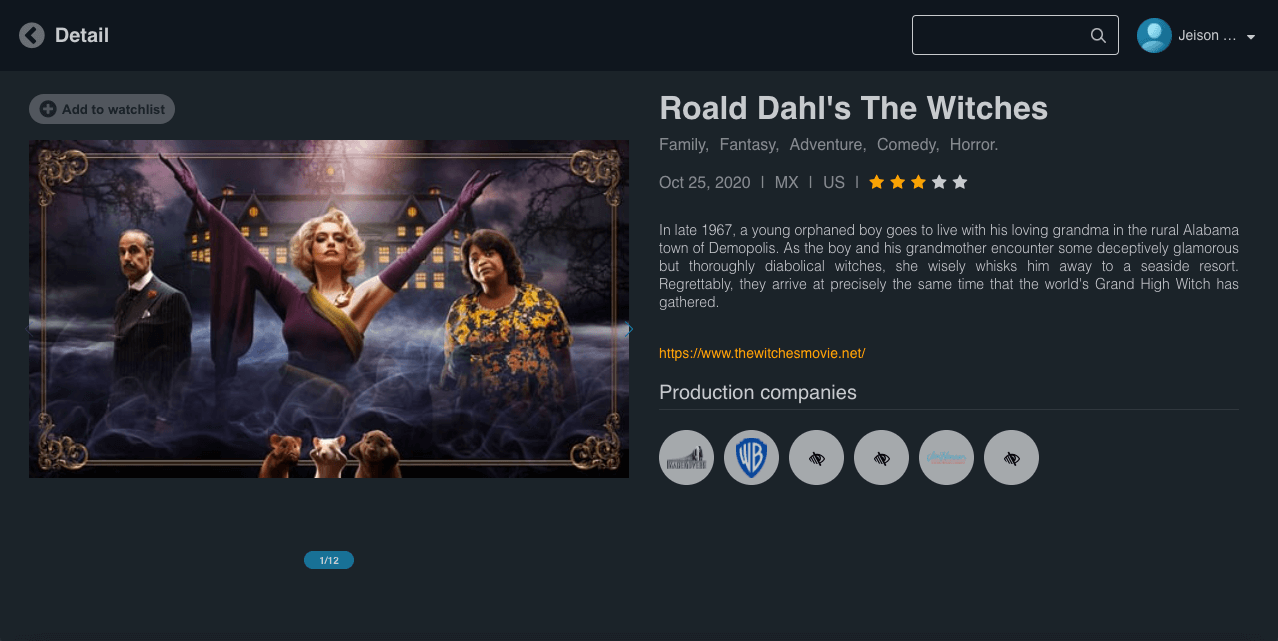 Detail
Jeison ...
Add to watchlist
Roald Dahl's The Witches
Family, Fantasy, Adventure, Comedy, Horror.
Oct 25, 2020 | MX | US |
In late 1967, a young orphaned boy goes to live with his loving grandma in the rural Alabama
town of Demopolis. As the boy and his grandmother encounter some deceptively glamorous
but thoroughly diabolical witches, she wisely whisks him away to a seaside resort.
Regrettably, they arrive at precisely the same time that the world's Grand High Witch has
gathered.
https://www.thewitchesmovie.net/
Production companies
WB
1/12